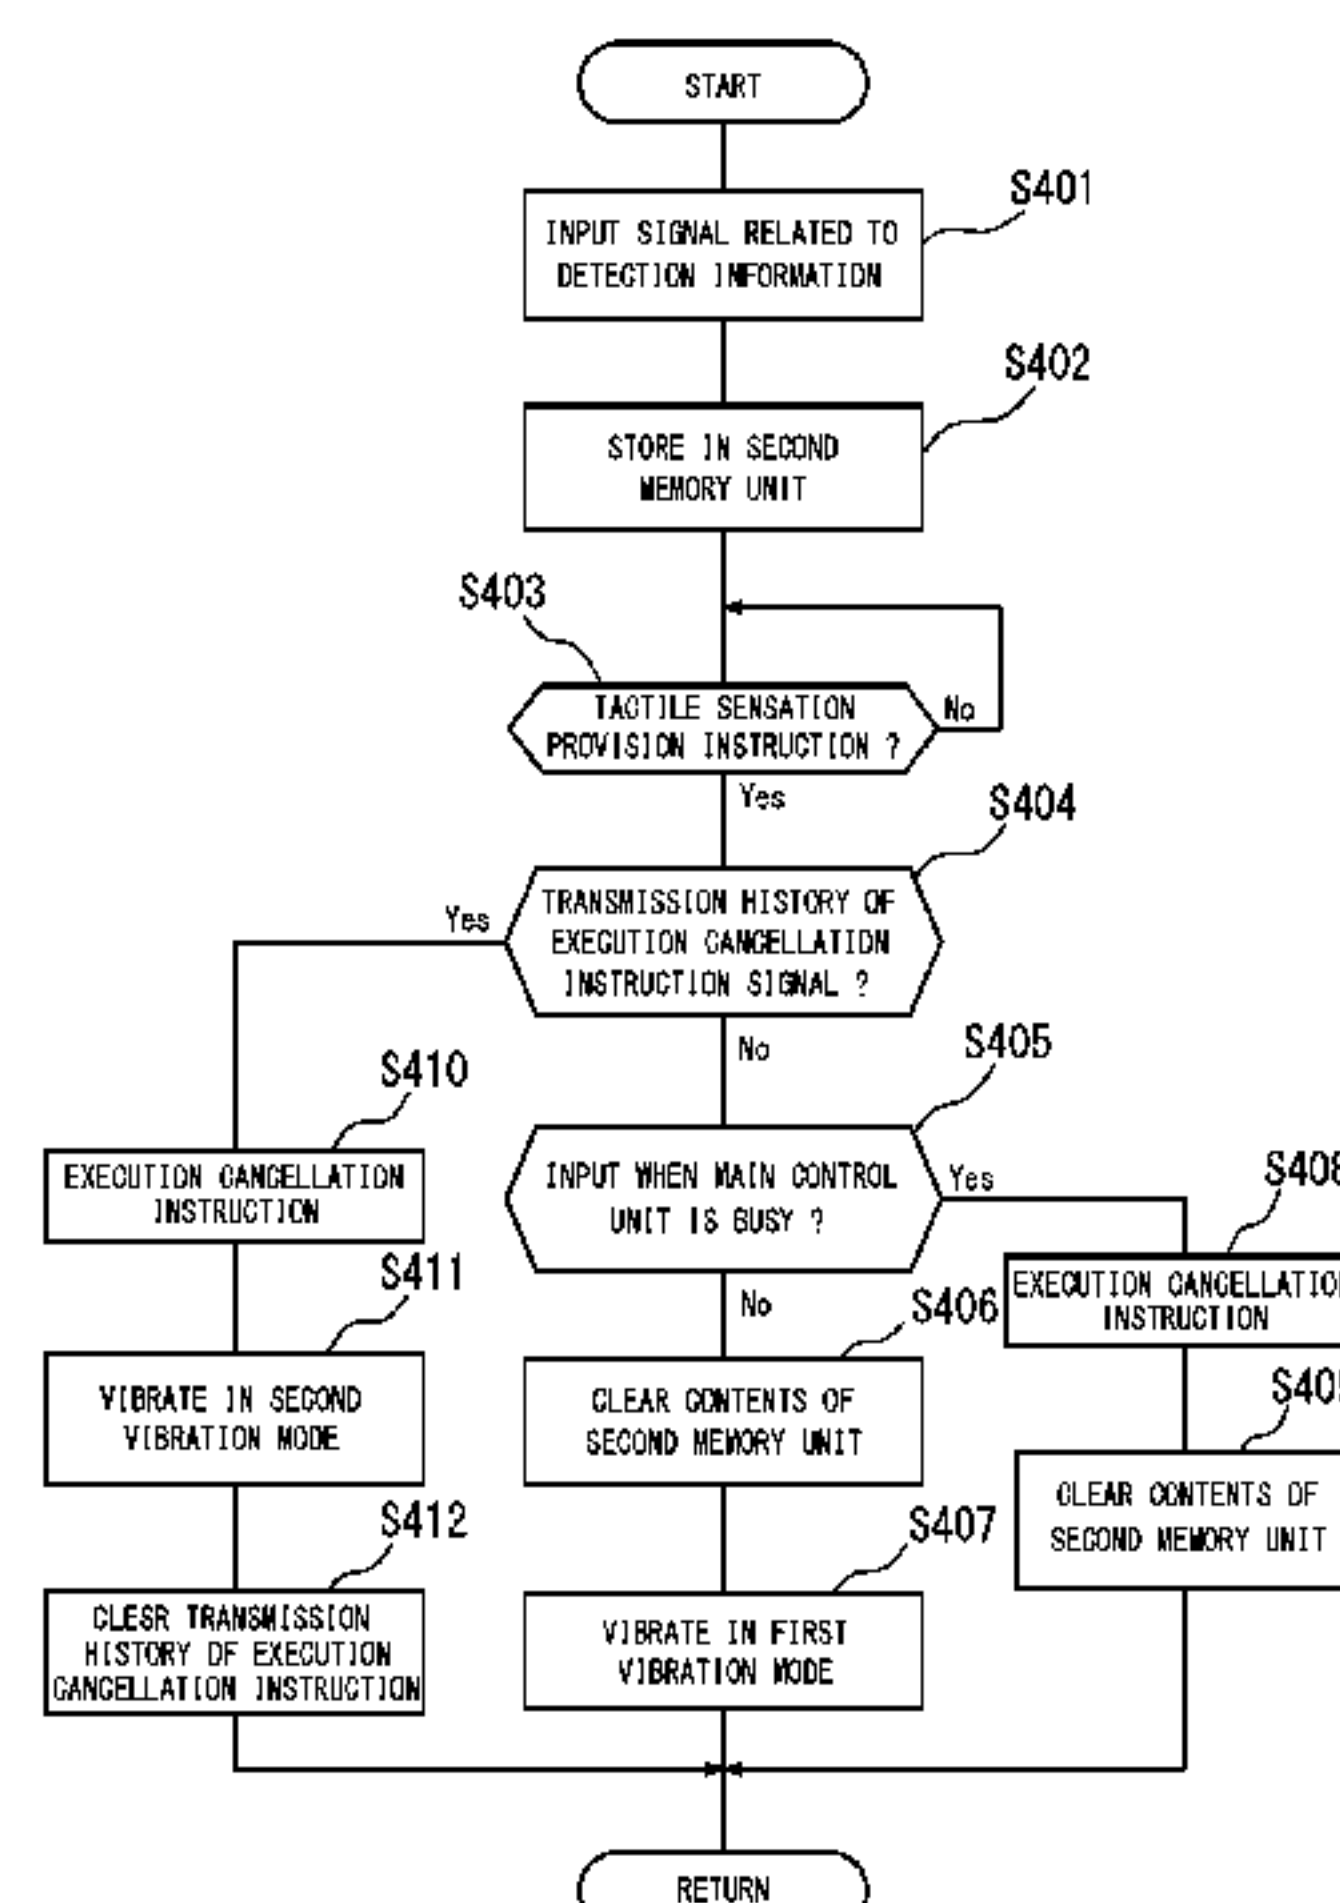 START
S401
INPUT SIGNAL RELATED TO
DETECTION INFORMATION
S402
STORE IN SECOND
MEMORY UNIT
S403
TACTILE SENSATION
PROVISION INSTRUCTION ?
No
Yes
S404
TRANSMISSION HISTORY OF
EXECUTION CANCELLATION
INSTRUCTION SIGNAL ?
Yes
No
S405
INPUT WHEN MAIN CONTROL
UNIT IS BUSY ?
Yes
No
S410
EXECUTION CANCELLATION
INSTRUCTION
S411
VIBRATE IN SECOND
VIBRATION MODE
S412
CLESR TRANSMISSION
HISTORY OF EXECUTION
CANCELLATION INSTRUCTION
S406
CLEAR CONTENTS OF
SECOND MEMORY UNIT
S407
VIBRATE IN FIRST
VIBRATION MODE
S408
EXECUTION CANCELLATION
INSTRUCTION
S409
CLEAR CONTENTS OF
SECOND MEMORY UNIT
RETURN